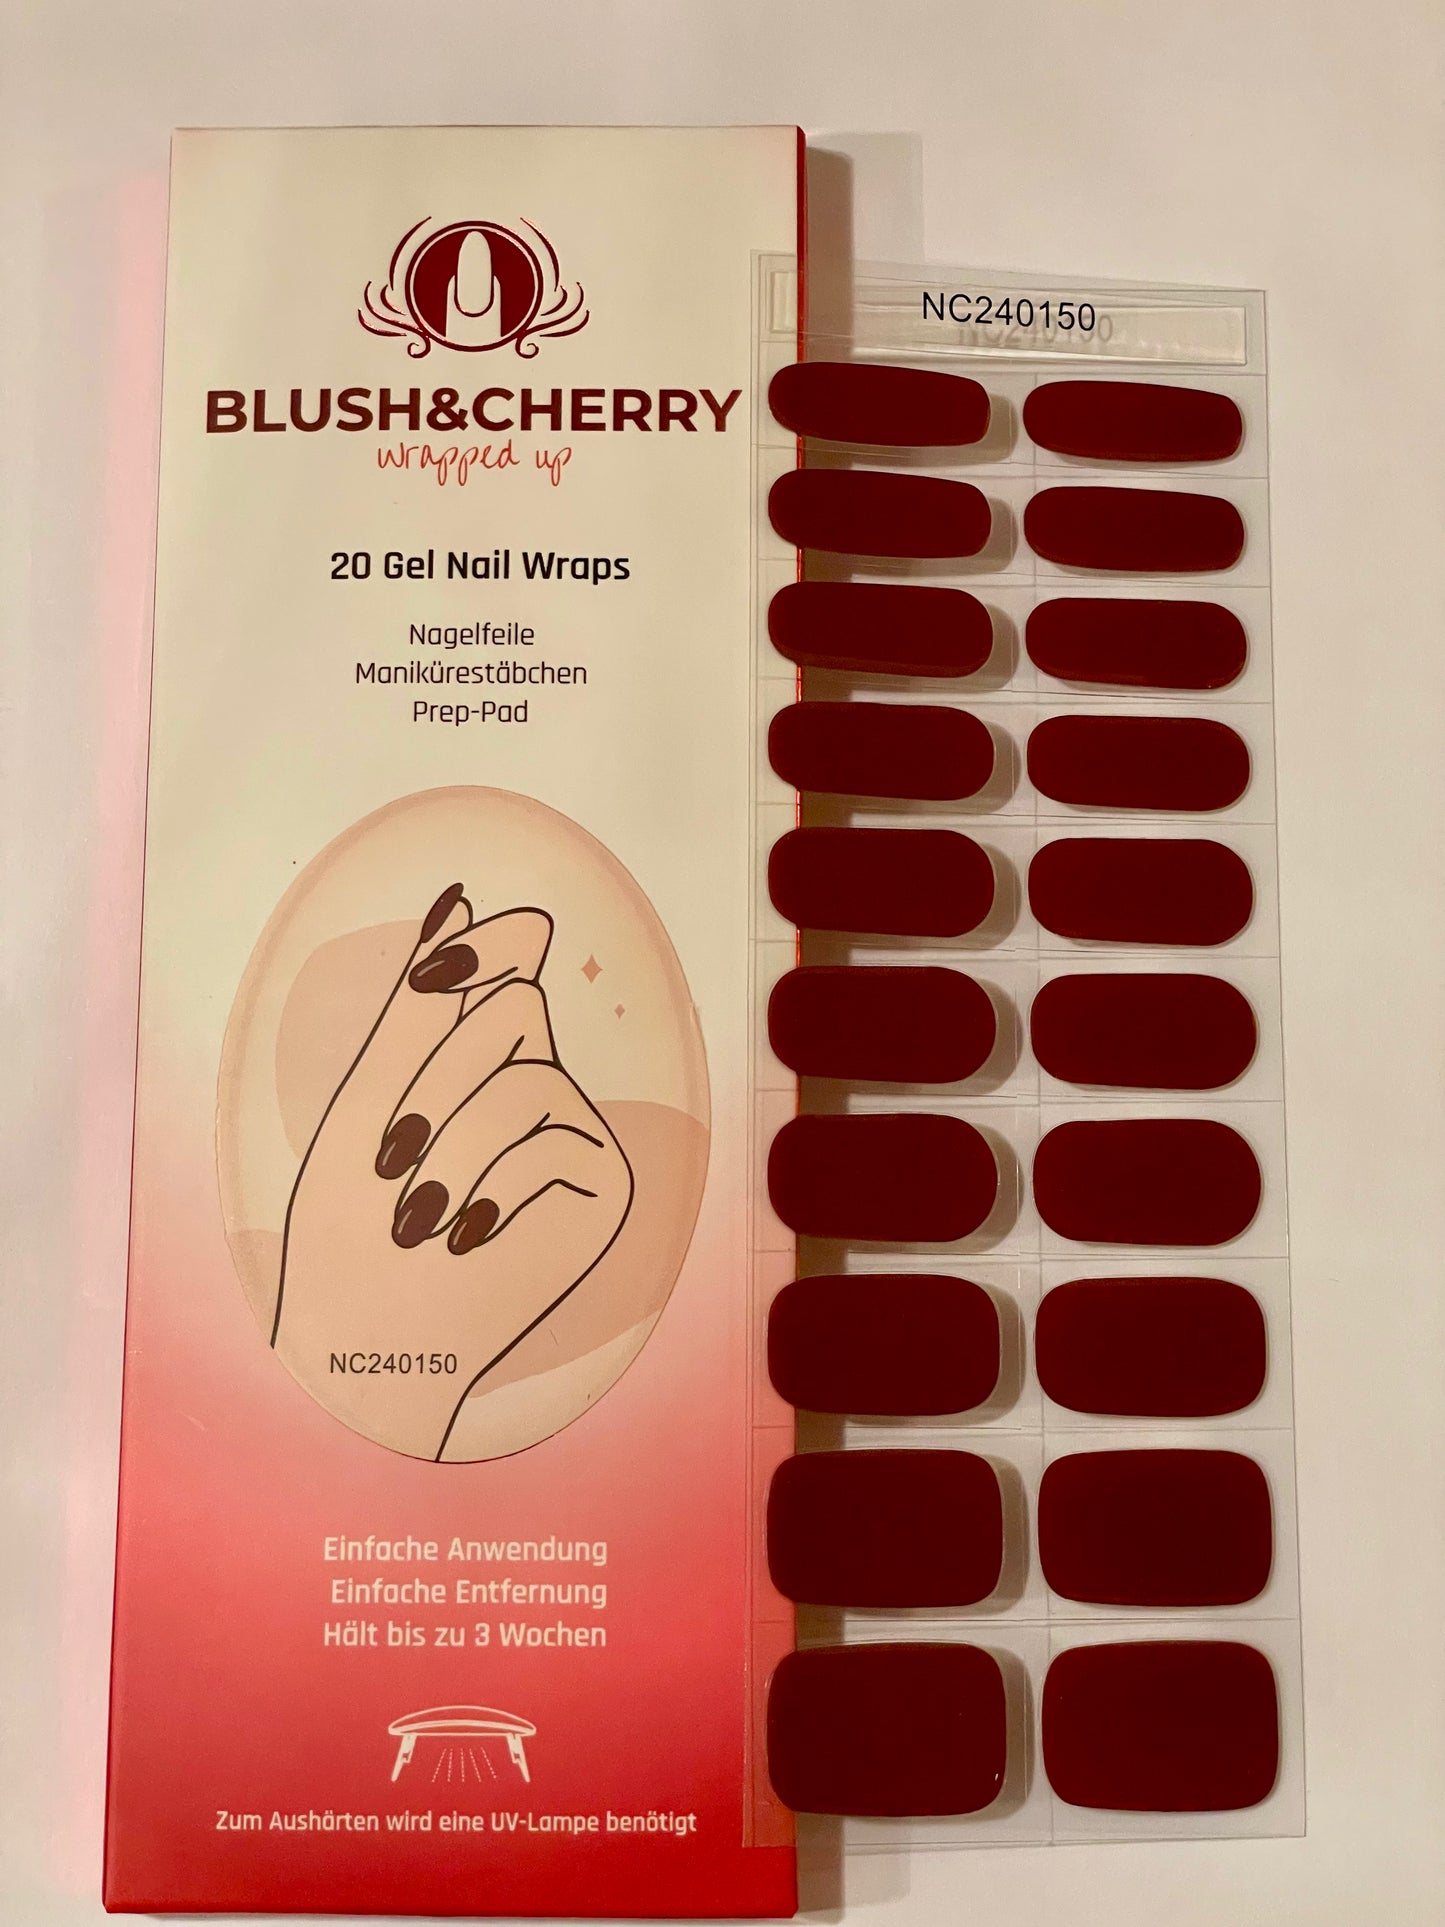 BLUSH&CHERRY
wrapped up
20 Gel Nail Wraps
Nagelfeile
Manikürestäbchen
Prep-Pad
NC240150
Einfache Anwendung
Einfache Entfernung
Hält bis zu 3 Wochen
Zum Aushärten wird eine UV-Lampe benötigt
NC240150